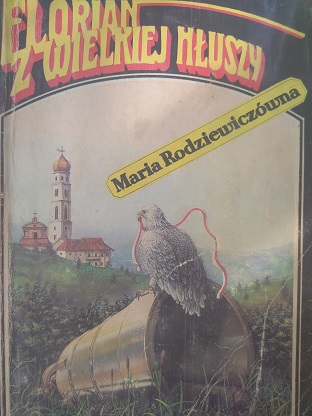 FLORIAN
Z WIELKIEJ HŁUSZY
Maria Rodziewiczówna